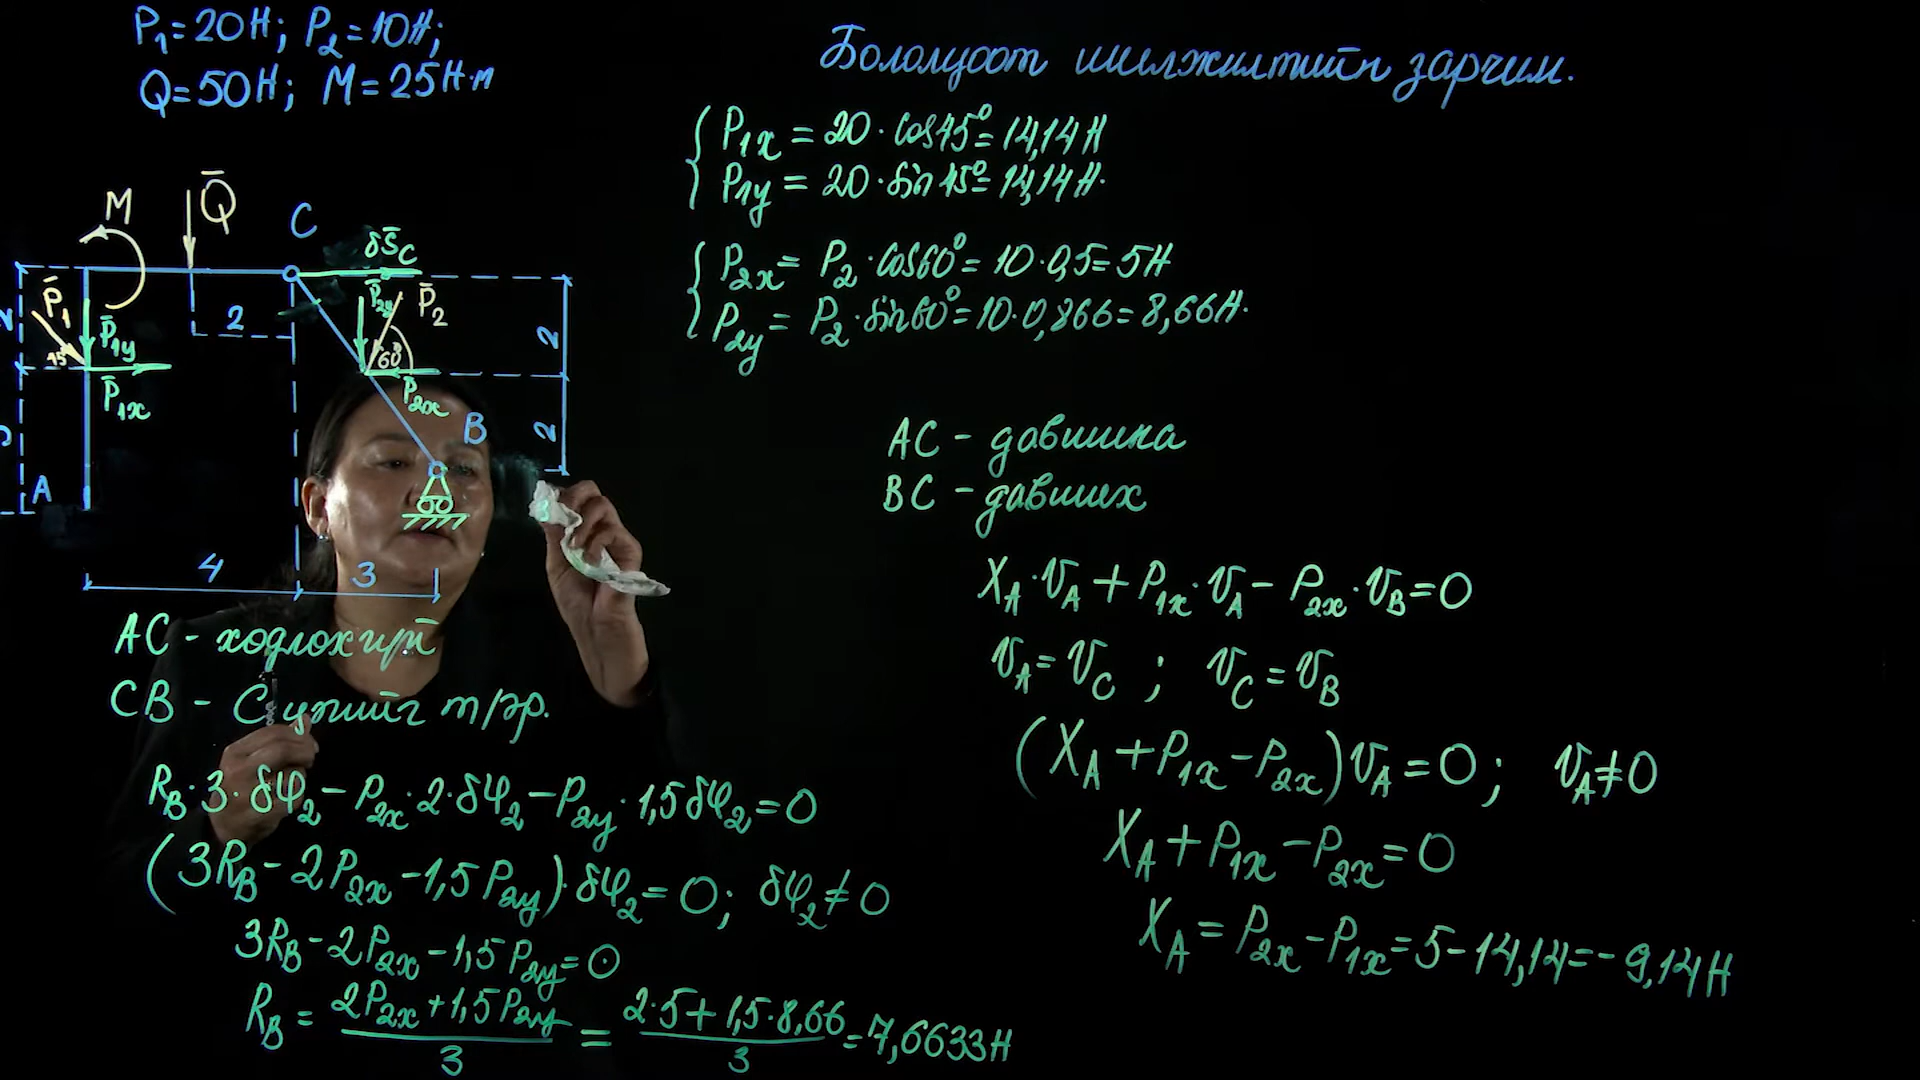 P₁=20H; P₂=10H;
Q=50H; M=25H·м
Бололцоот шилжилтийн зарчим.
P₁ₓ = 20·cos45°=14,14H
P₁y = 20·sin45°=14,14H.
P₂ₓ= P₂·cos60°=10·0,5=5H
P₂y= P₂·sin60°=10·0,866=8,66H.
M
Q̄
C
δS̄c
P̄₁
P̄₁y
45°
P̄₁ₓ
2
P̄₂y
P̄₂
60°
P̄₂ₓ
2
2
B
A
4
3
AC - давшина
BC - давших
AC - хөдлөхгүй
CB - C цэгийг т/эр.
X_A·V_A + P₁ₓ·V_A - P₂ₓ·V_B=0
V_A=V_C ; V_C=V_B
(X_A+P₁ₓ-P₂ₓ)V_A=0; V_A≠0
X_A+P₁ₓ-P₂ₓ=0
X_A=P₂ₓ-P₁ₓ=5-14,14=-9,14H
R_B·3·δφ₂-P₂ₓ·2·δφ₂-P₂y·1,5δφ₂=0
(3R_B-2P₂ₓ-1,5P₂y)·δφ₂=0; δφ₂≠0
3R_B-2P₂ₓ-1,5P₂y=0
R_B = (2P₂ₓ+1,5P₂y)/3 = (2·5+1,5·8,66)/3 =7,6633H